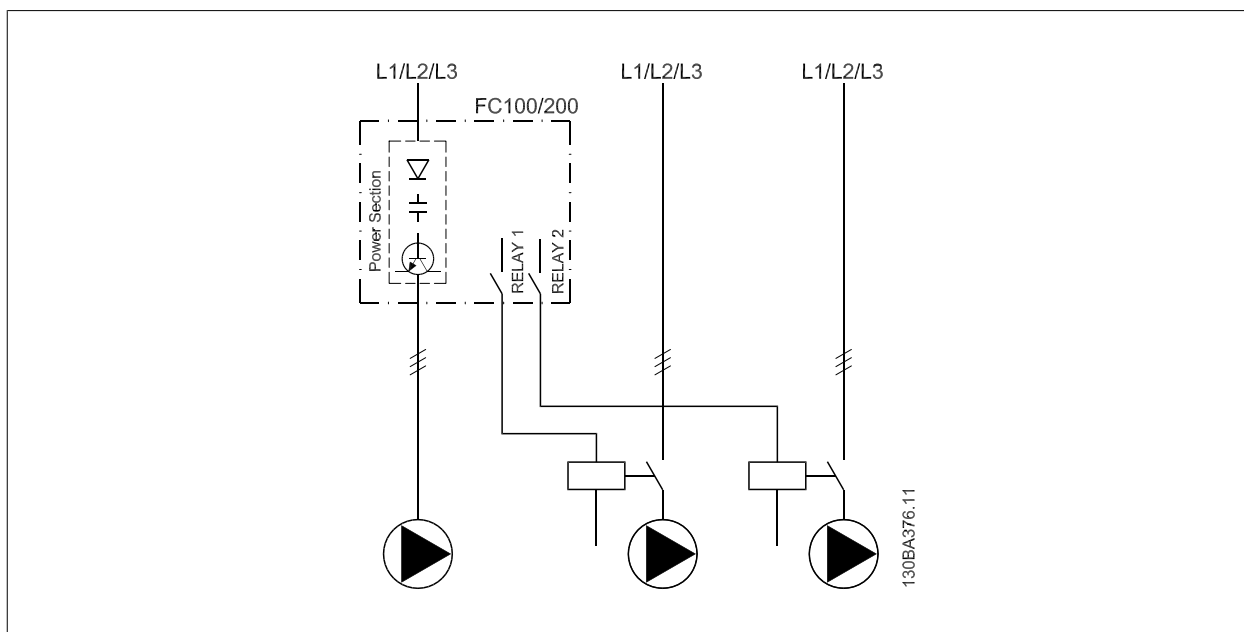 L1/L2/L3
L1/L2/L3
L1/L2/L3
FC100/200
Power Section
RELAY 1
RELAY 2
130BA376.11